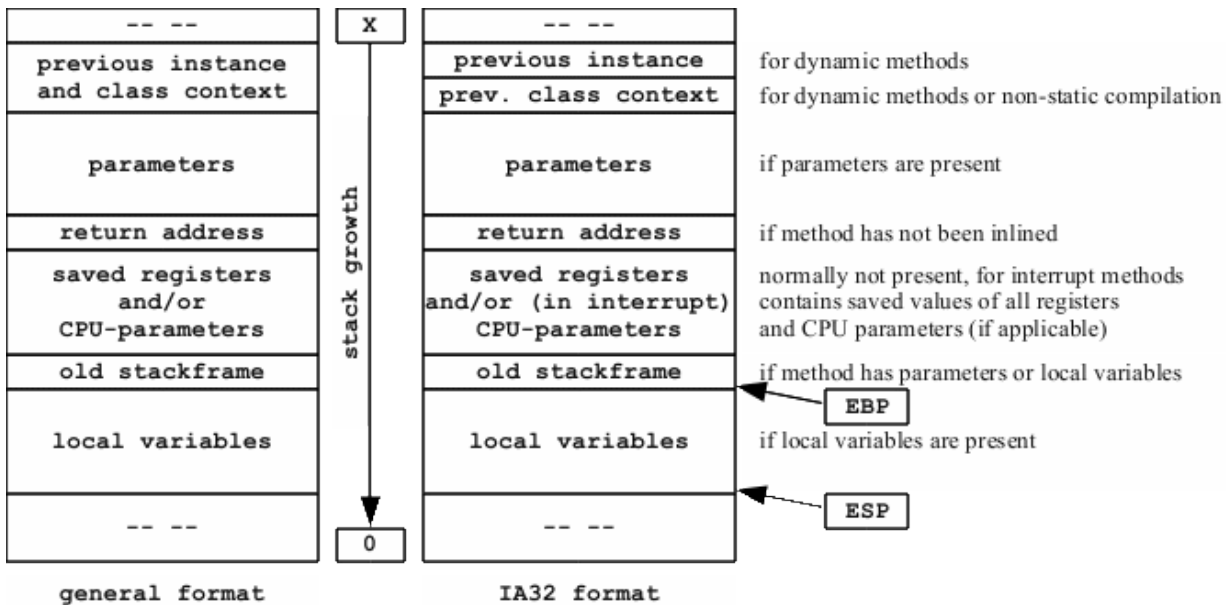 -- --
previous instance
and class context
parameters
return address
saved registers
and/or
CPU-parameters
old stackframe
local variables
-- --
general format
X
stack growth
0
-- --
previous instance
prev. class context
parameters
return address
saved registers
and/or (in interrupt)
CPU-parameters
old stackframe
local variables
-- --
IA32 format
for dynamic methods
for dynamic methods or non-static compilation
if parameters are present
if method has not been inlined
normally not present, for interrupt methods
contains saved values of all registers
and CPU parameters (if applicable)
if method has parameters or local variables
EBP
if local variables are present
ESP